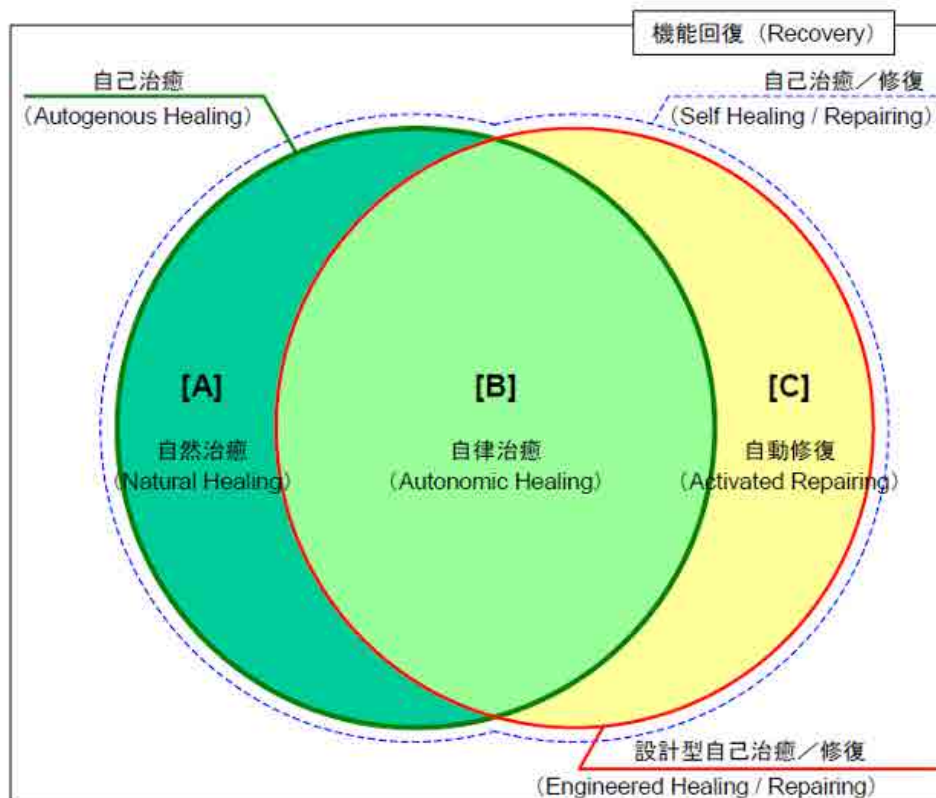 機能回復（Recovery）
自己治癒
（Autogenous Healing）
自己治癒／修復
（Self Healing / Repairing）
[A]
自然治癒
（Natural Healing）
[B]
自律治癒
（Autonomic Healing）
[C]
自動修復
（Activated Repairing）
設計型自己治癒／修復
（Engineered Healing / Repairing）